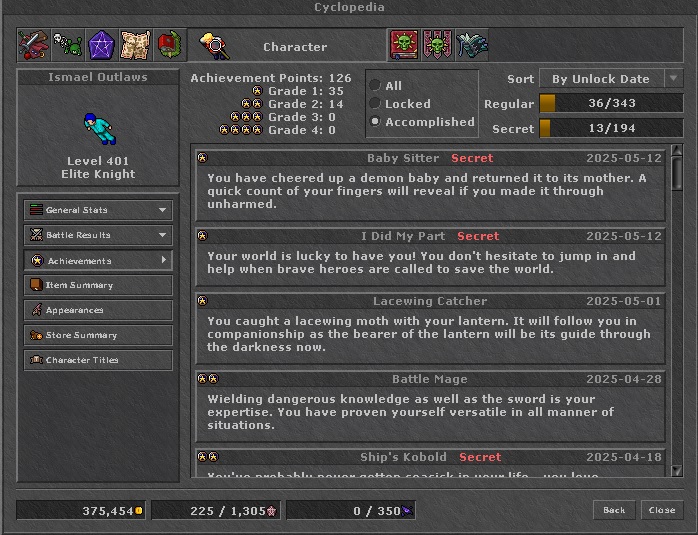 Cyclopedia
Character
Ismael Outlaws
Level 401
Elite Knight
General Stats
Battle Results
Achievements
Item Summary
Appearances
Store Summary
Character Titles
Achievement Points: 126
Grade 1: 35
Grade 2: 14
Grade 3: 0
Grade 4: 0
All
Locked
Accomplished
Sort By Unlock Date
Regular 36/343
Secret 13/194
Baby Sitter Secret 2025-05-12
You have cheered up a demon baby and returned it to its mother. A
quick count of your fingers will reveal if you made it through
unharmed.
I Did My Part Secret 2025-05-12
Your world is lucky to have you! You don't hesitate to jump in and
help when brave heroes are called to save the world.
Lacewing Catcher 2025-05-01
You caught a lacewing moth with your lantern. It will follow you in
companionship as the bearer of the lantern will be its guide through
the darkness now.
Battle Mage 2025-04-28
Wielding dangerous knowledge as well as the sword is your
expertise. You have proven yourself versatile in all manner of
situations.
Ship's Kobold Secret 2025-04-18
You've probably never gotten seasick in your life
375,454
225 / 1,305
0 / 350
Back
Close